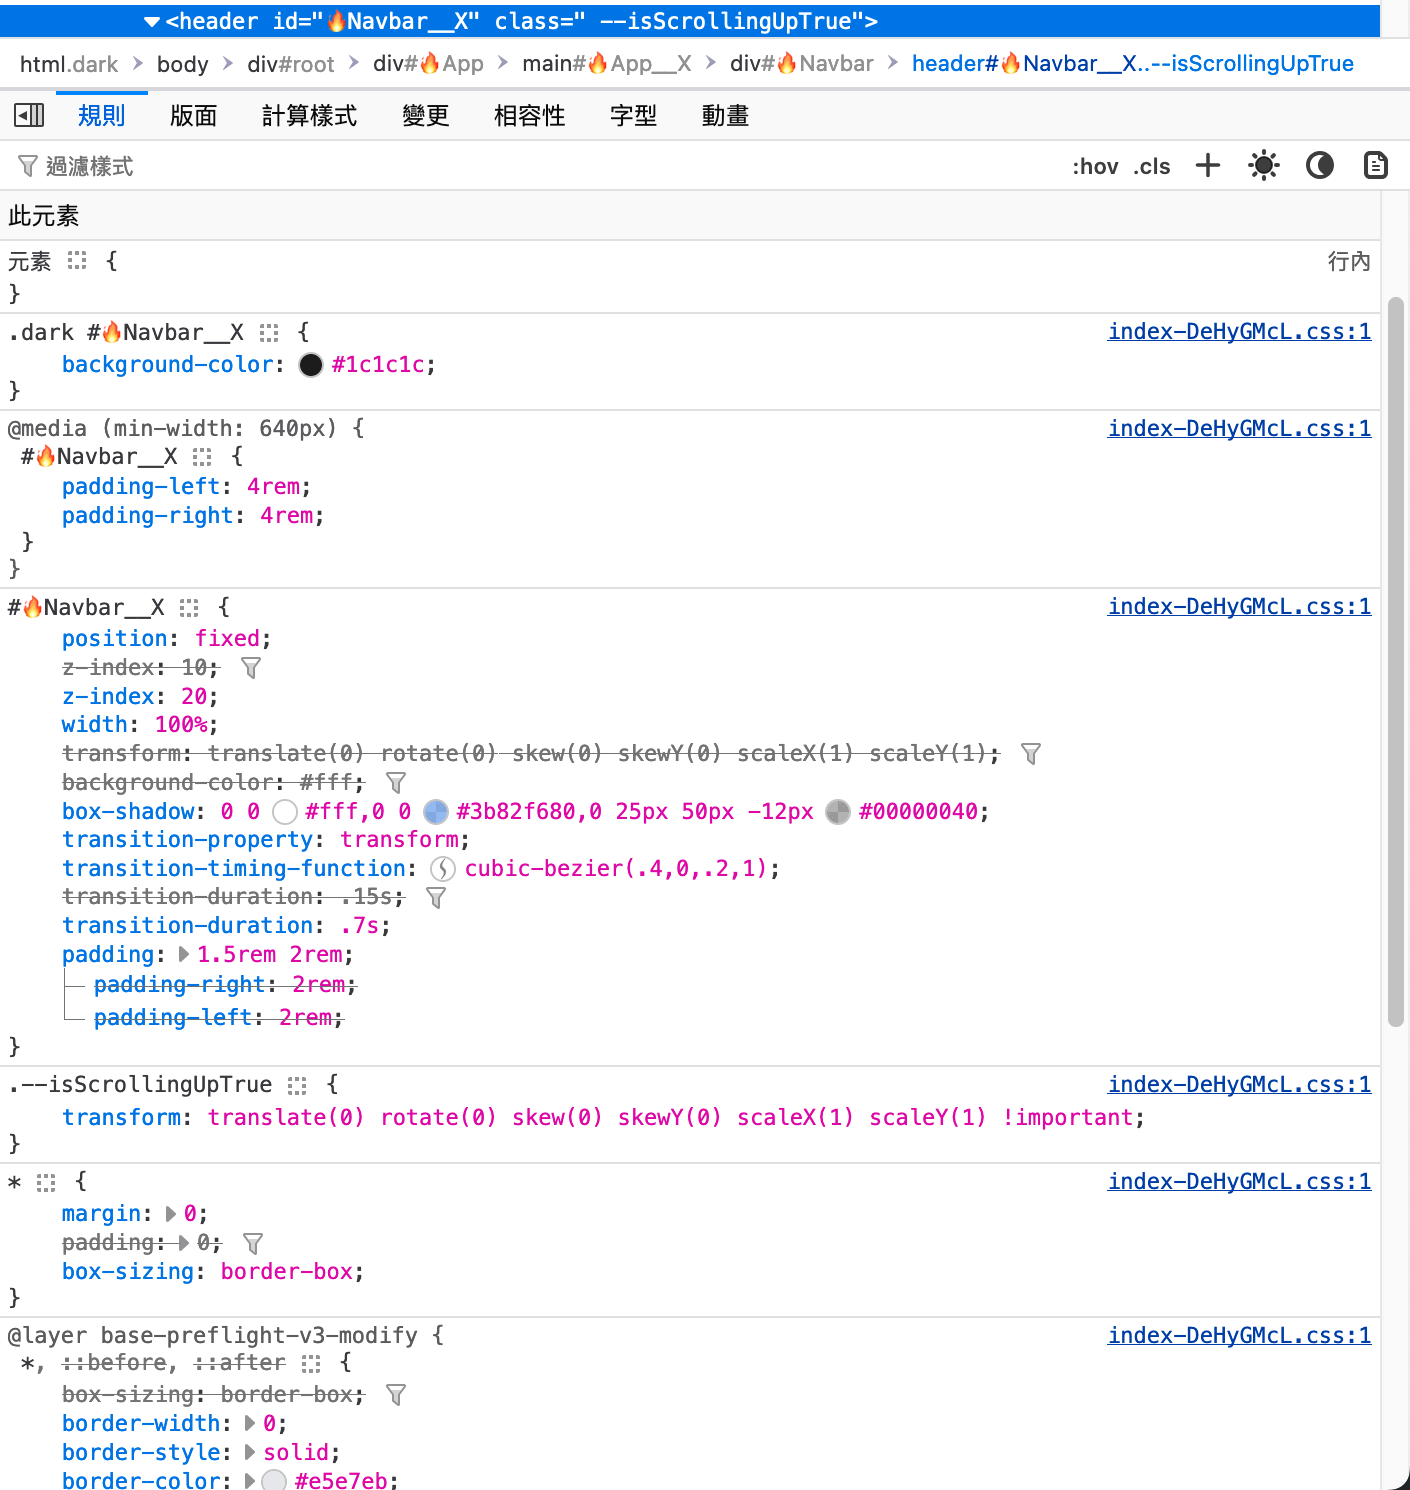 <header id="🔥Navbar__X" class=" --isScrollingUpTrue">
html.dark > body > div#root > div#🔥App > main#🔥App__X > div#🔥Navbar > header#🔥Navbar__X..--isScrollingUpTrue
規則 版面 計算樣式 變更 相容性 字型 動畫
過濾樣式 :hov .cls +
此元素
元素 { 行內
}
.dark #🔥Navbar__X { index-DeHyGMcL.css:1
background-color: #1c1c1c;
}
@media (min-width: 640px) { index-DeHyGMcL.css:1
#🔥Navbar__X {
padding-left: 4rem;
padding-right: 4rem;
}
}
#🔥Navbar__X { index-DeHyGMcL.css:1
position: fixed;
z-index: 10;
z-index: 20;
width: 100%;
transform: translate(0) rotate(0) skew(0) skewY(0) scaleX(1) scaleY(1);
background-color: #fff;
box-shadow: 0 0 #fff,0 0 #3b82f680,0 25px 50px -12px #00000040;
transition-property: transform;
transition-timing-function: cubic-bezier(.4,0,.2,1);
transition-duration: .15s;
transition-duration: .7s;
padding: 1.5rem 2rem;
padding-right: 2rem;
padding-left: 2rem;
}
.--isScrollingUpTrue { index-DeHyGMcL.css:1
transform: translate(0) rotate(0) skew(0) skewY(0) scaleX(1) scaleY(1) !important;
}
* { index-DeHyGMcL.css:1
margin: 0;
padding: 0;
box-sizing: border-box;
}
@layer base-preflight-v3-modify { index-DeHyGMcL.css:1
*, ::before, ::after {
box-sizing: border-box;
border-width: 0;
border-style: solid;
border-color: #e5e7eb;